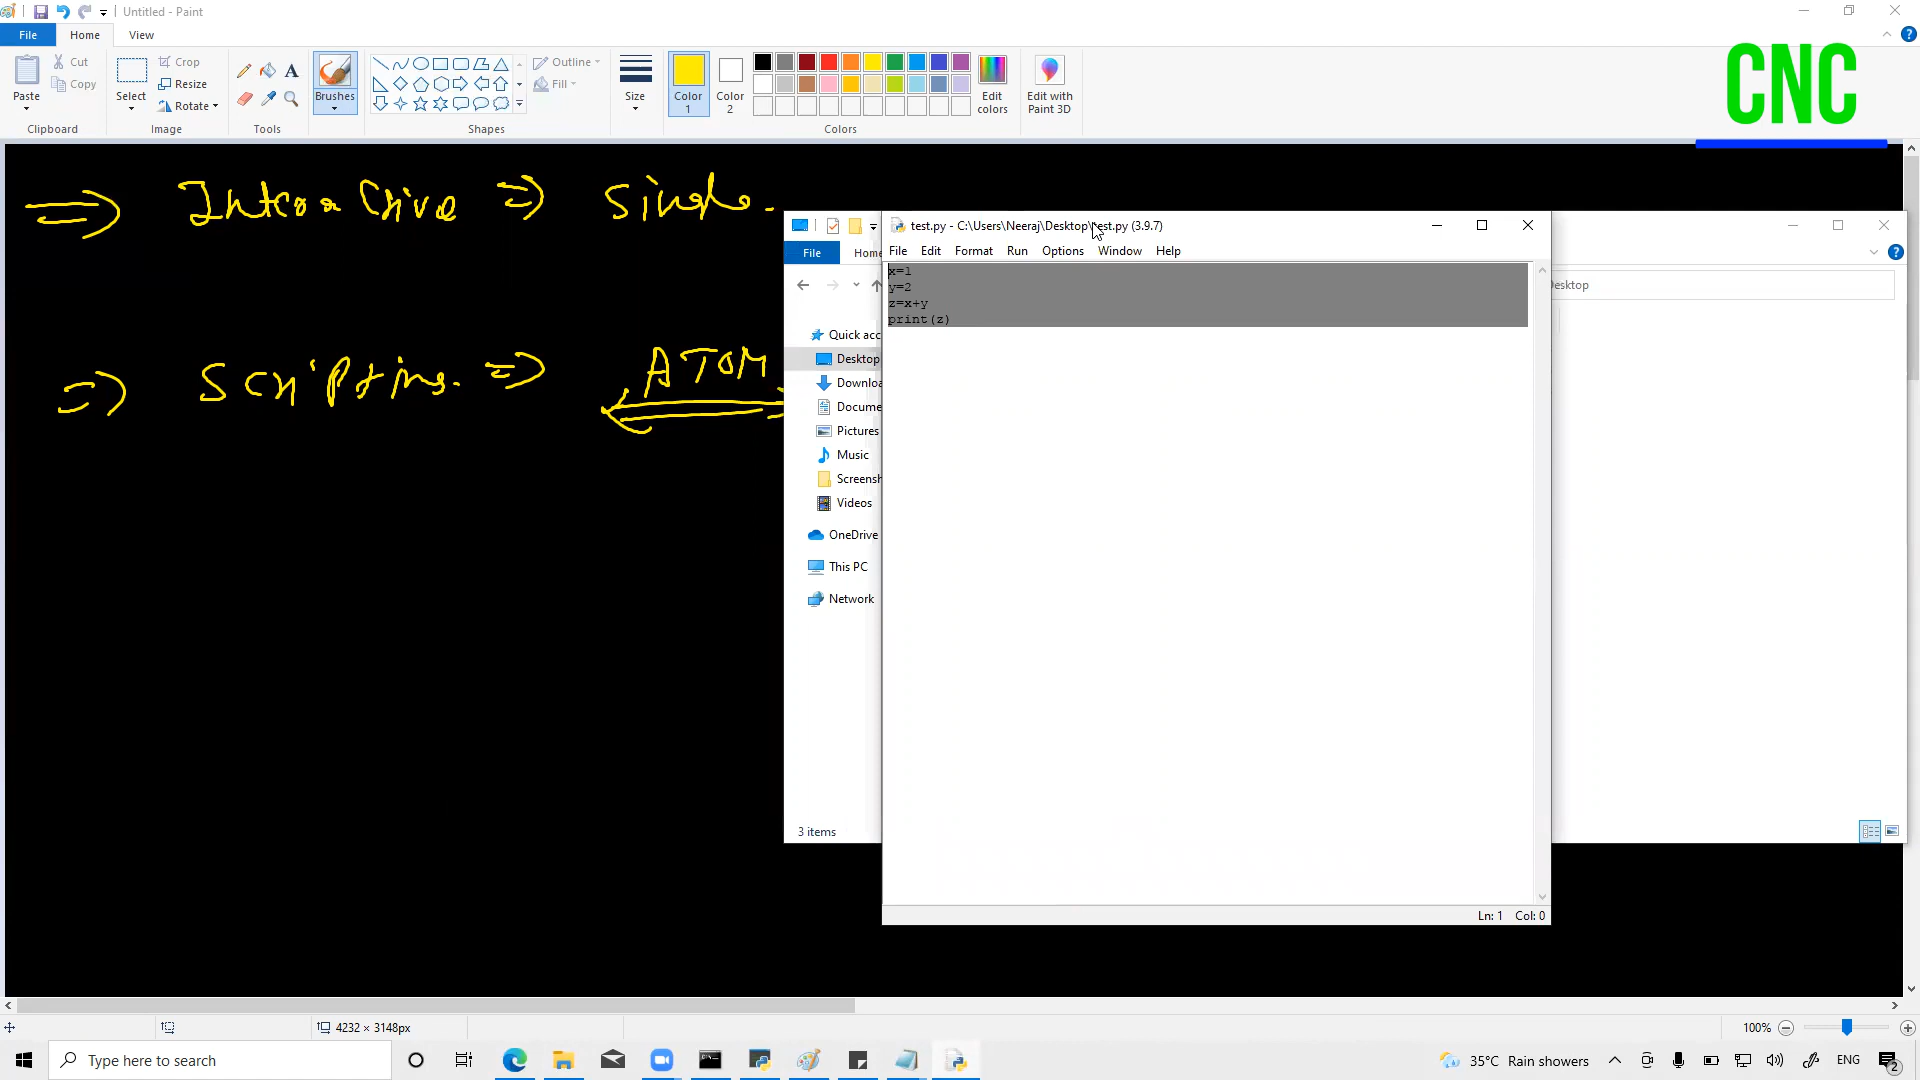 Untitled - Paint
File Home View
CNC
Paste Cut Copy
Clipboard
Select Crop Resize Rotate
Image
Tools
Brushes
Shapes
Outline
Fill
Size
Color 1
Color 2
Edit colors
Edit with Paint 3D
Colors
Interactive => Single.
=> Scripting. => ATOM
File Home
Desktop
Quick acc
Desktop
Downloa
Docume
Pictures
Music
Screensh
Videos
OneDrive
This PC
Network
3 items
test.py - C:\Users\Neeraj\Desktop\test.py (3.9.7)
File Edit Format Run Options Window Help
x=1
y=2
z=x+y
print(z)
Ln: 1 Col: 0
4232 × 3148px
100%
Type here to search
35°C Rain showers
ENG
2